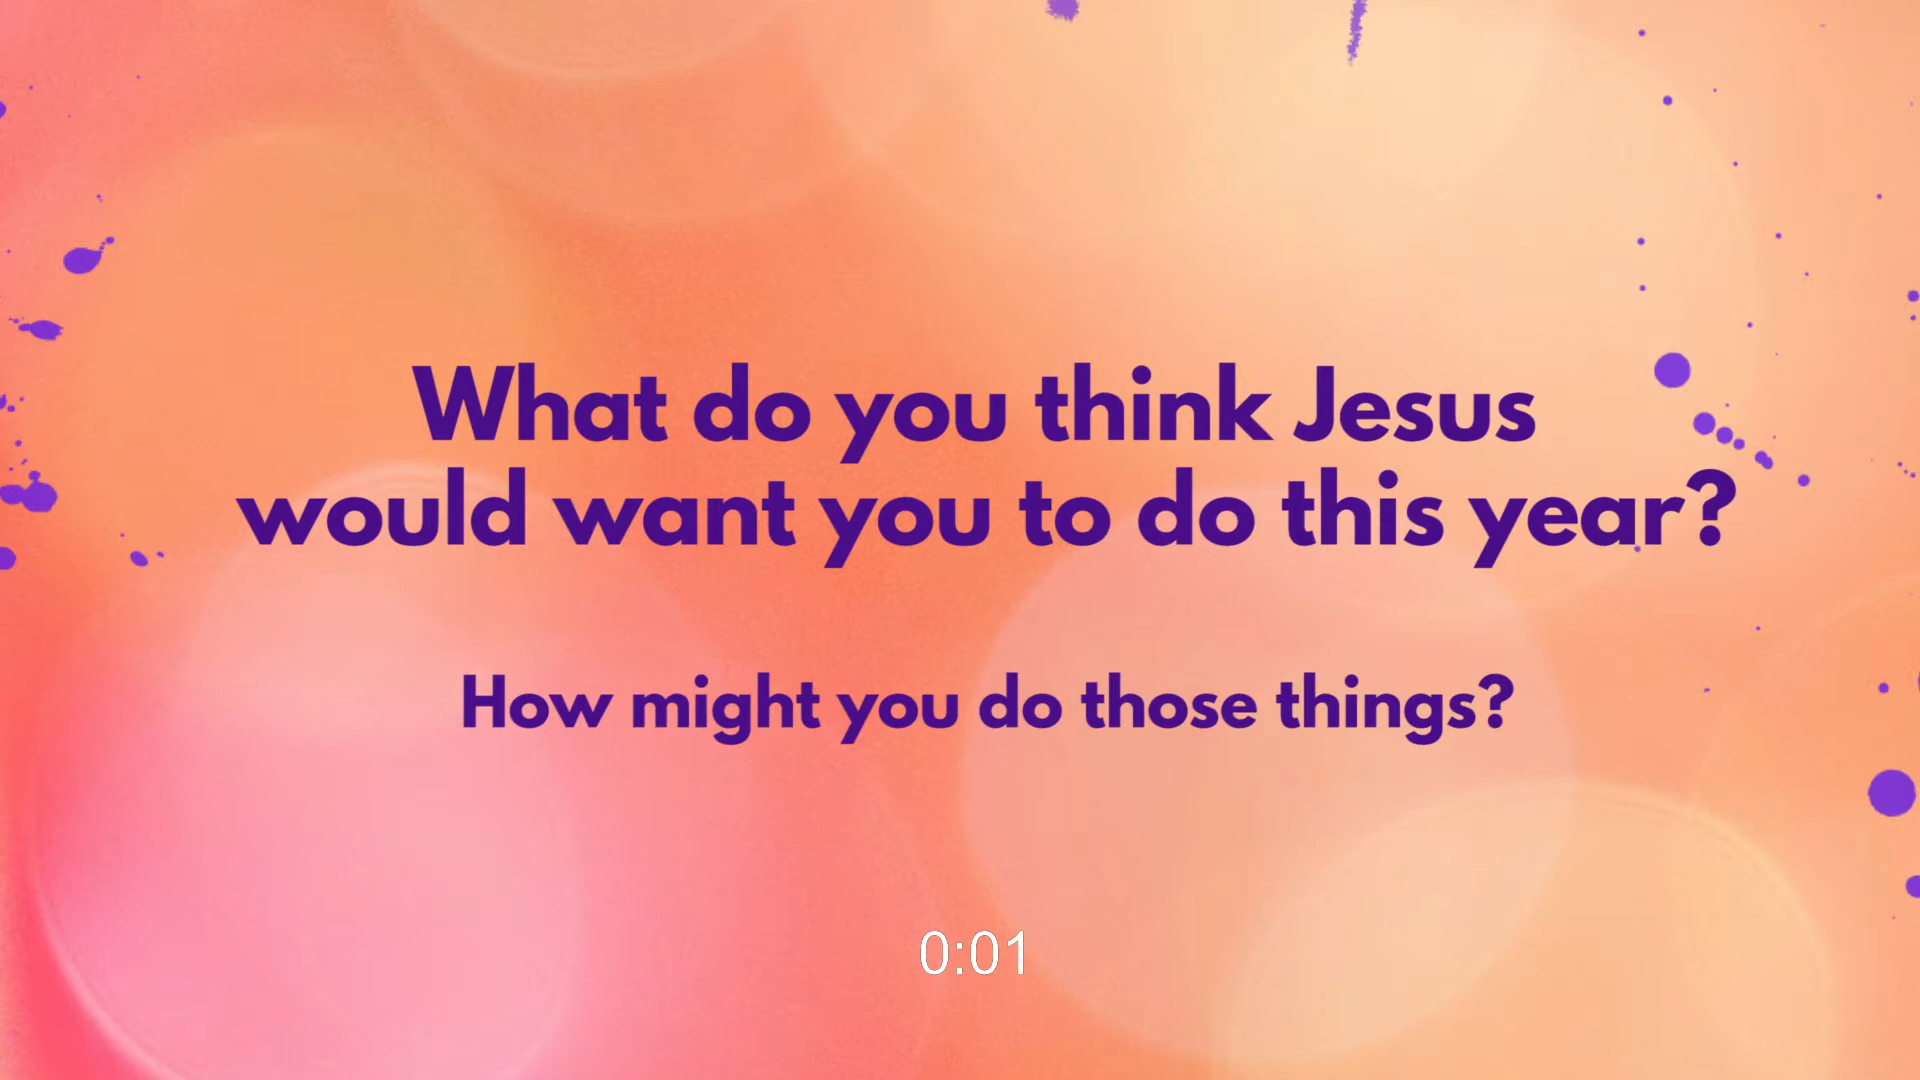 What do you think Jesus
would want you to do this year?
How might you do those things?
0:01